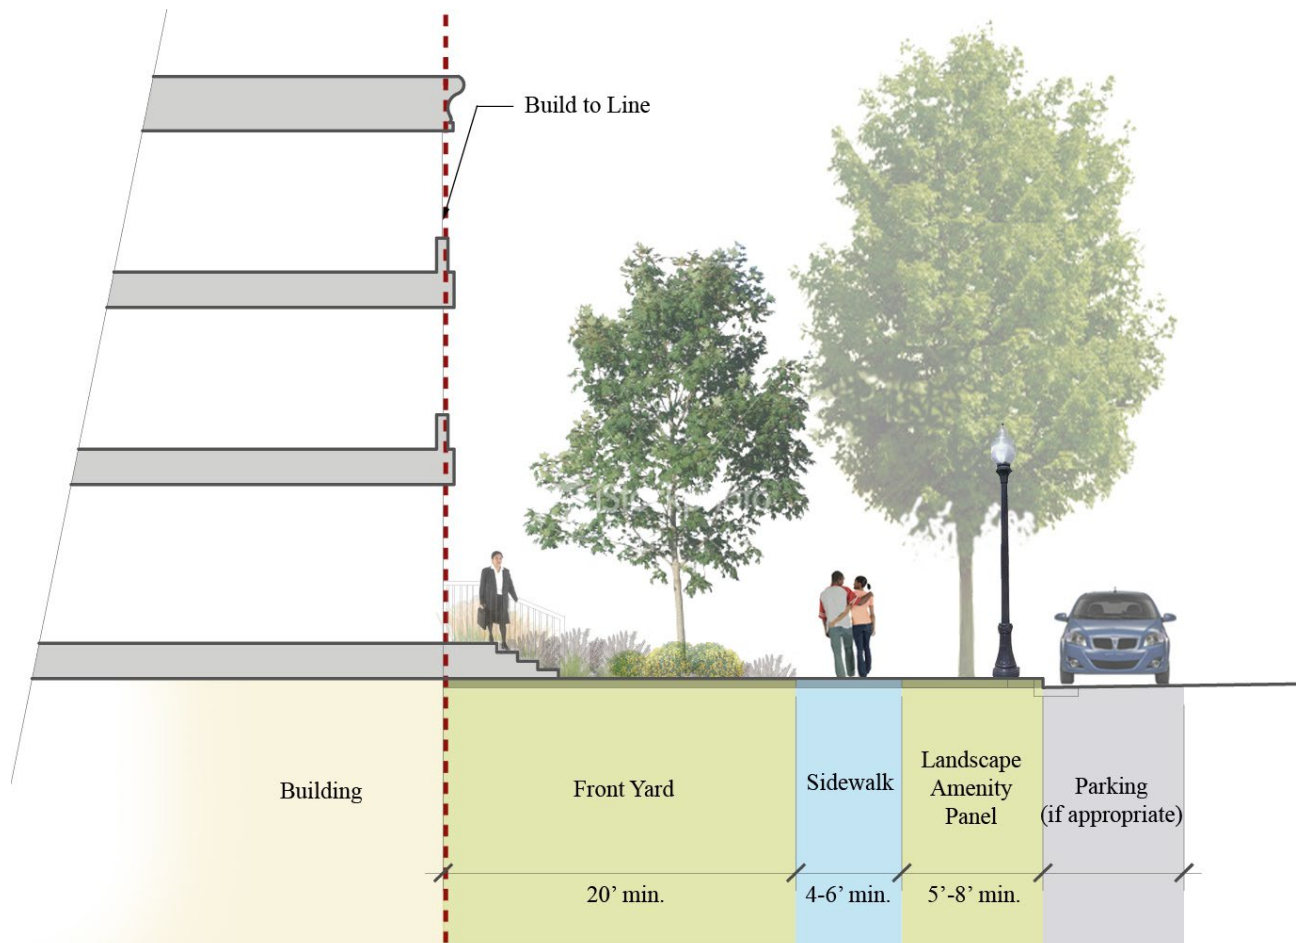 Build to Line
Building
Front Yard
Sidewalk
Landscape
Amenity
Panel
Parking
(if appropriate)
20’ min.
4-6’ min.
5’-8’ min.